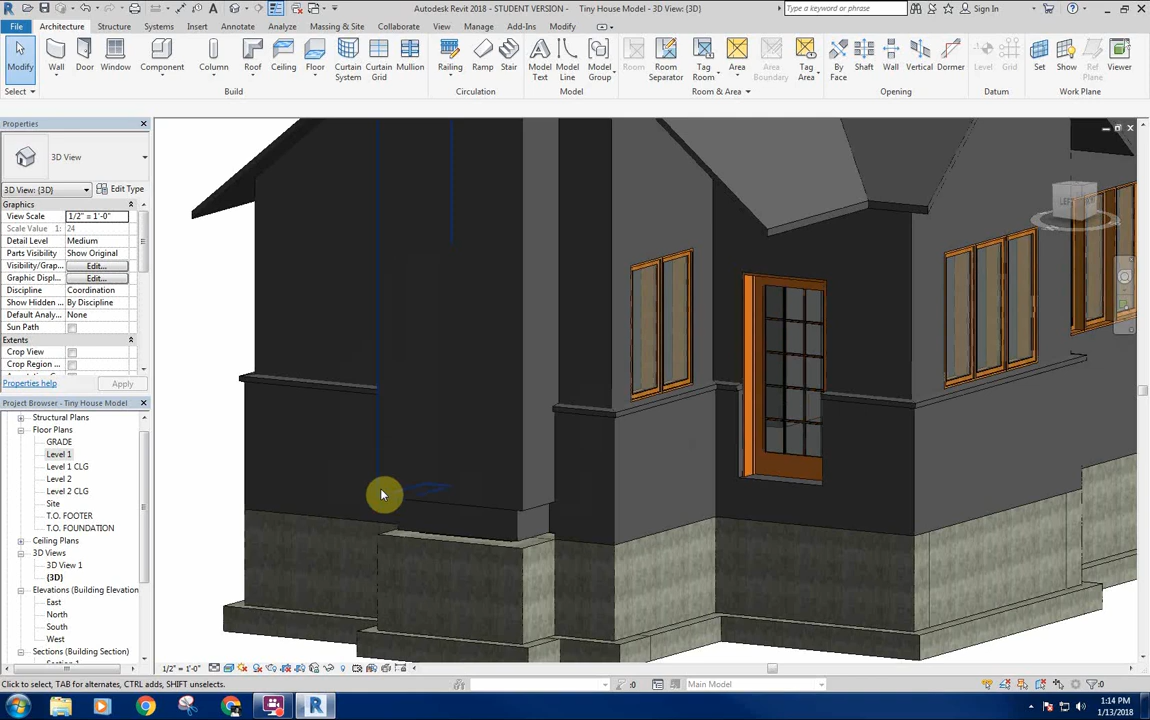 Autodesk Revit 2018 - STUDENT VERSION - Tiny House Model - 3D View: {3D}
Type a keyword or phrase
Sign In
File Architecture Structure Systems Insert Annotate Analyze Massing & Site Collaborate View Manage Add-Ins Modify
Modify Wall Door Window Component Column Roof Ceiling Floor Curtain System Curtain Grid Mullion Railing Ramp Stair Model Text Model Line Model Group Room Room Separator Tag Room Area Area Boundary Tag Area By Face Shaft Wall Vertical Dormer Level Grid Set Show Ref Plane Viewer
Select Build Circulation Model Room & Area Opening Datum Work Plane
Properties
3D View
3D View: {3D} Edit Type
Graphics
View Scale 1/2" = 1'-0"
Scale Value 1: 24
Detail Level Medium
Parts Visibility Show Original
Visibility/Grap... Edit...
Graphic Displ... Edit...
Discipline Coordination
Show Hidden ... By Discipline
Default Analy... None
Sun Path
Extents
Crop View
Crop Region ...
Properties help Apply
Project Browser - Tiny House Model
Structural Plans
Floor Plans
GRADE
Level 1
Level 1 CLG
Level 2
Level 2 CLG
Site
T.O. FOOTER
T.O. FOUNDATION
Ceiling Plans
3D Views
3D View 1
{3D}
Elevations (Building Elevation
East
North
South
West
Sections (Building Section)
LEFT
1/2" = 1'-0"
Click to select, TAB for alternates, CTRL adds, SHIFT unselects.
:0
Main Model
:0
1:14 PM
1/13/2018